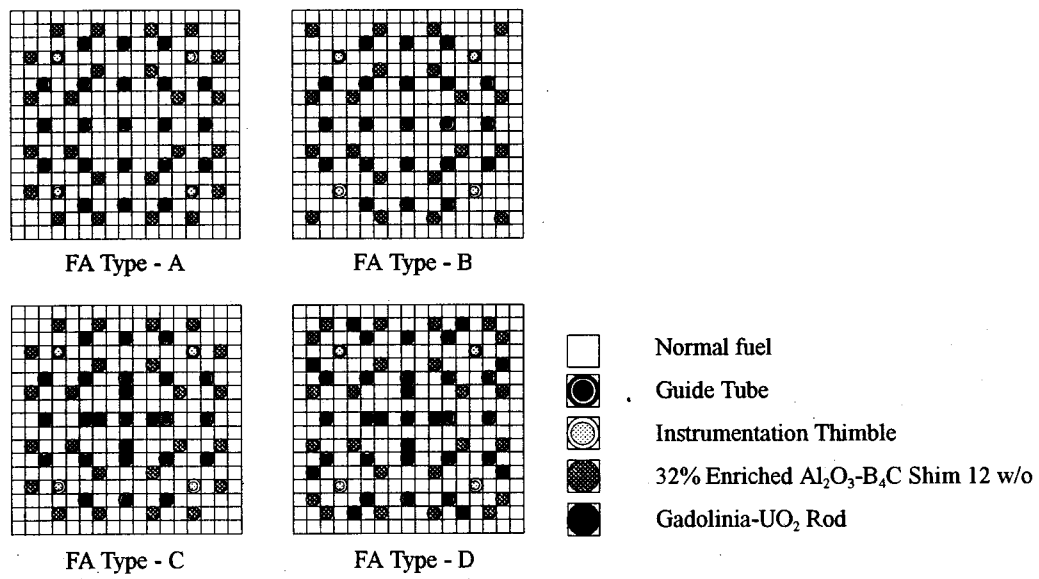 FA Type - A
FA Type - B
FA Type - C
FA Type - D
Normal fuel
Guide Tube
Instrumentation Thimble
32% Enriched Al₂O₃-B₄C Shim 12 w/o
Gadolinia-UO₂ Rod